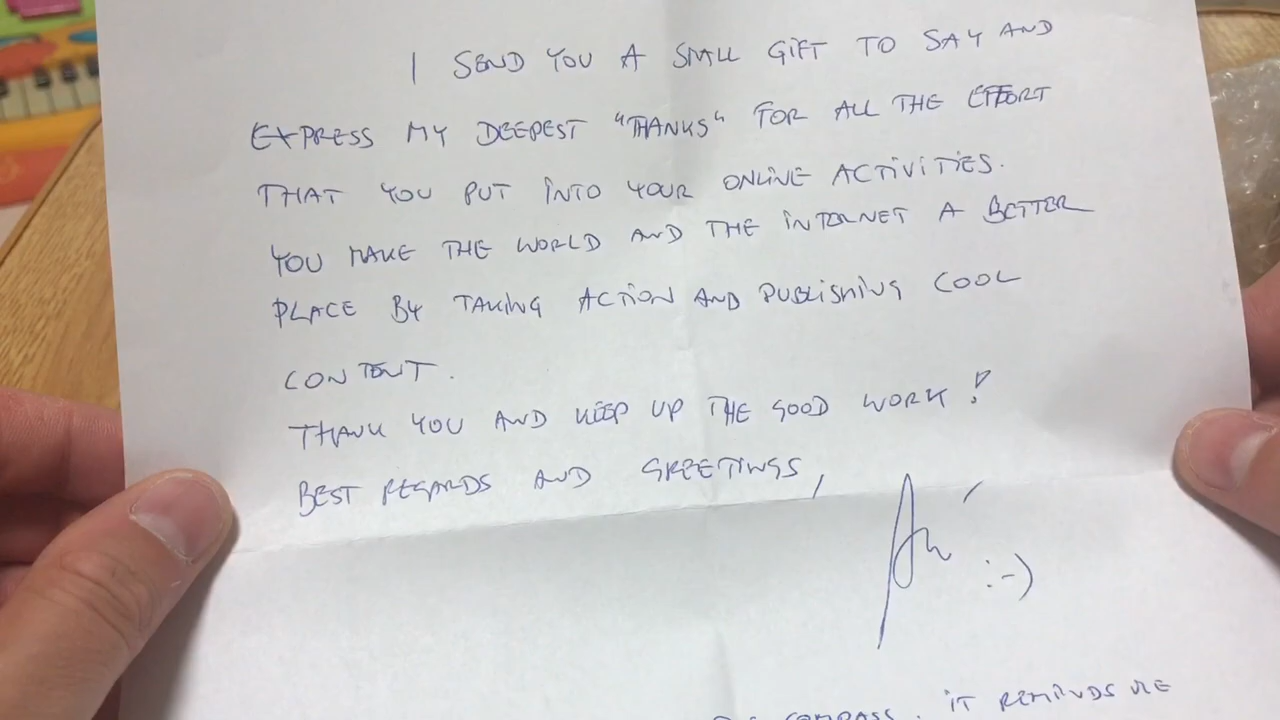 I SEND YOU A SMALL GIFT TO SAY AND
EXPRESS MY DEEPEST "THANKS" FOR ALL THE EFFORT
THAT YOU PUT INTO YOUR ONLINE ACTIVITIES.
YOU MAKE THE WORLD AND THE INTERNET A BETTER
PLACE BY TAKING ACTION AND PUBLISHING COOL
CONTENT.
THANK YOU AND KEEP UP THE GOOD WORK!
BEST REGARDS AND GREETINGS,
:-)
COMPASS. IT REMINDS ME